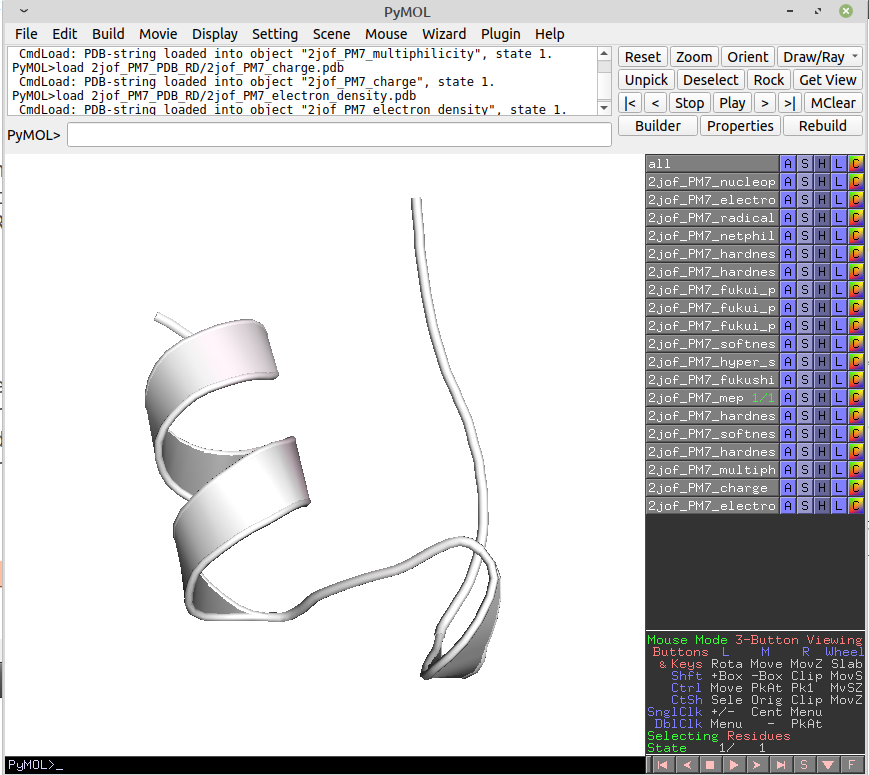 PyMOL
File Edit Build Movie Display Setting Scene Mouse Wizard Plugin Help
CmdLoad: PDB-string loaded into object "2jof_PM7_multiphilicity", state 1.
PyMOL>load 2jof_PM7_PDB_RD/2jof_PM7_charge.pdb
CmdLoad: PDB-string loaded into object "2jof_PM7_charge", state 1.
PyMOL>load 2jof_PM7_PDB_RD/2jof_PM7_electron_density.pdb
CmdLoad: PDB-string loaded into object "2jof_PM7_electron_density", state 1.
PyMOL>
Reset Zoom Orient Draw/Ray
Unpick Deselect Rock Get View
|< < Stop Play > >| MClear
Builder Properties Rebuild
all A S H L C
2jof_PM7_nucleop A S H L C
2jof_PM7_electro A S H L C
2jof_PM7_radical A S H L C
2jof_PM7_netphil A S H L C
2jof_PM7_hardnes A S H L C
2jof_PM7_hardnes A S H L C
2jof_PM7_fukui_p A S H L C
2jof_PM7_fukui_p A S H L C
2jof_PM7_fukui_p A S H L C
2jof_PM7_softnes A S H L C
2jof_PM7_hyper_s A S H L C
2jof_PM7_fukushi A S H L C
2jof_PM7_mep 1/1 A S H L C
2jof_PM7_hardnes A S H L C
2jof_PM7_softnes A S H L C
2jof_PM7_hardnes A S H L C
2jof_PM7_multiph A S H L C
2jof_PM7_charge A S H L C
2jof_PM7_electro A S H L C
Mouse Mode 3-Button Viewing
Buttons L M R Wheel
& Keys Rota Move MovZ Slab
Shft +Box -Box Clip MovS
Ctrl Move PkAt Pk1 MvSZ
CtSh Sele Orig Clip MovZ
SnglClk +/- Cent Menu
DblClk Menu - PkAt
Selecting Residues
State 1/ 1
PyMOL>_
S F